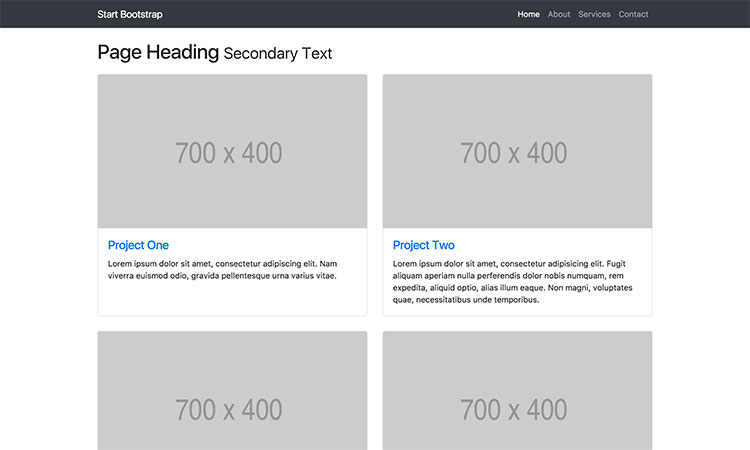 Start Bootstrap
Home About Services Contact
Page Heading Secondary Text
700 x 400
700 x 400
Project One
Lorem ipsum dolor sit amet, consectetur adipiscing elit. Nam
viverra euismod odio, gravida pellentesque urna varius vitae.
Project Two
Lorem ipsum dolor sit amet, consectetur adipiscing elit. Fugit
aliquam aperiam nulla perferendis dolor nobis numquam, rem
expedita, aliquid optio, alias illum eaque. Non magni, voluptates
quae, necessitatibus unde temporibus.
700 x 400
700 x 400